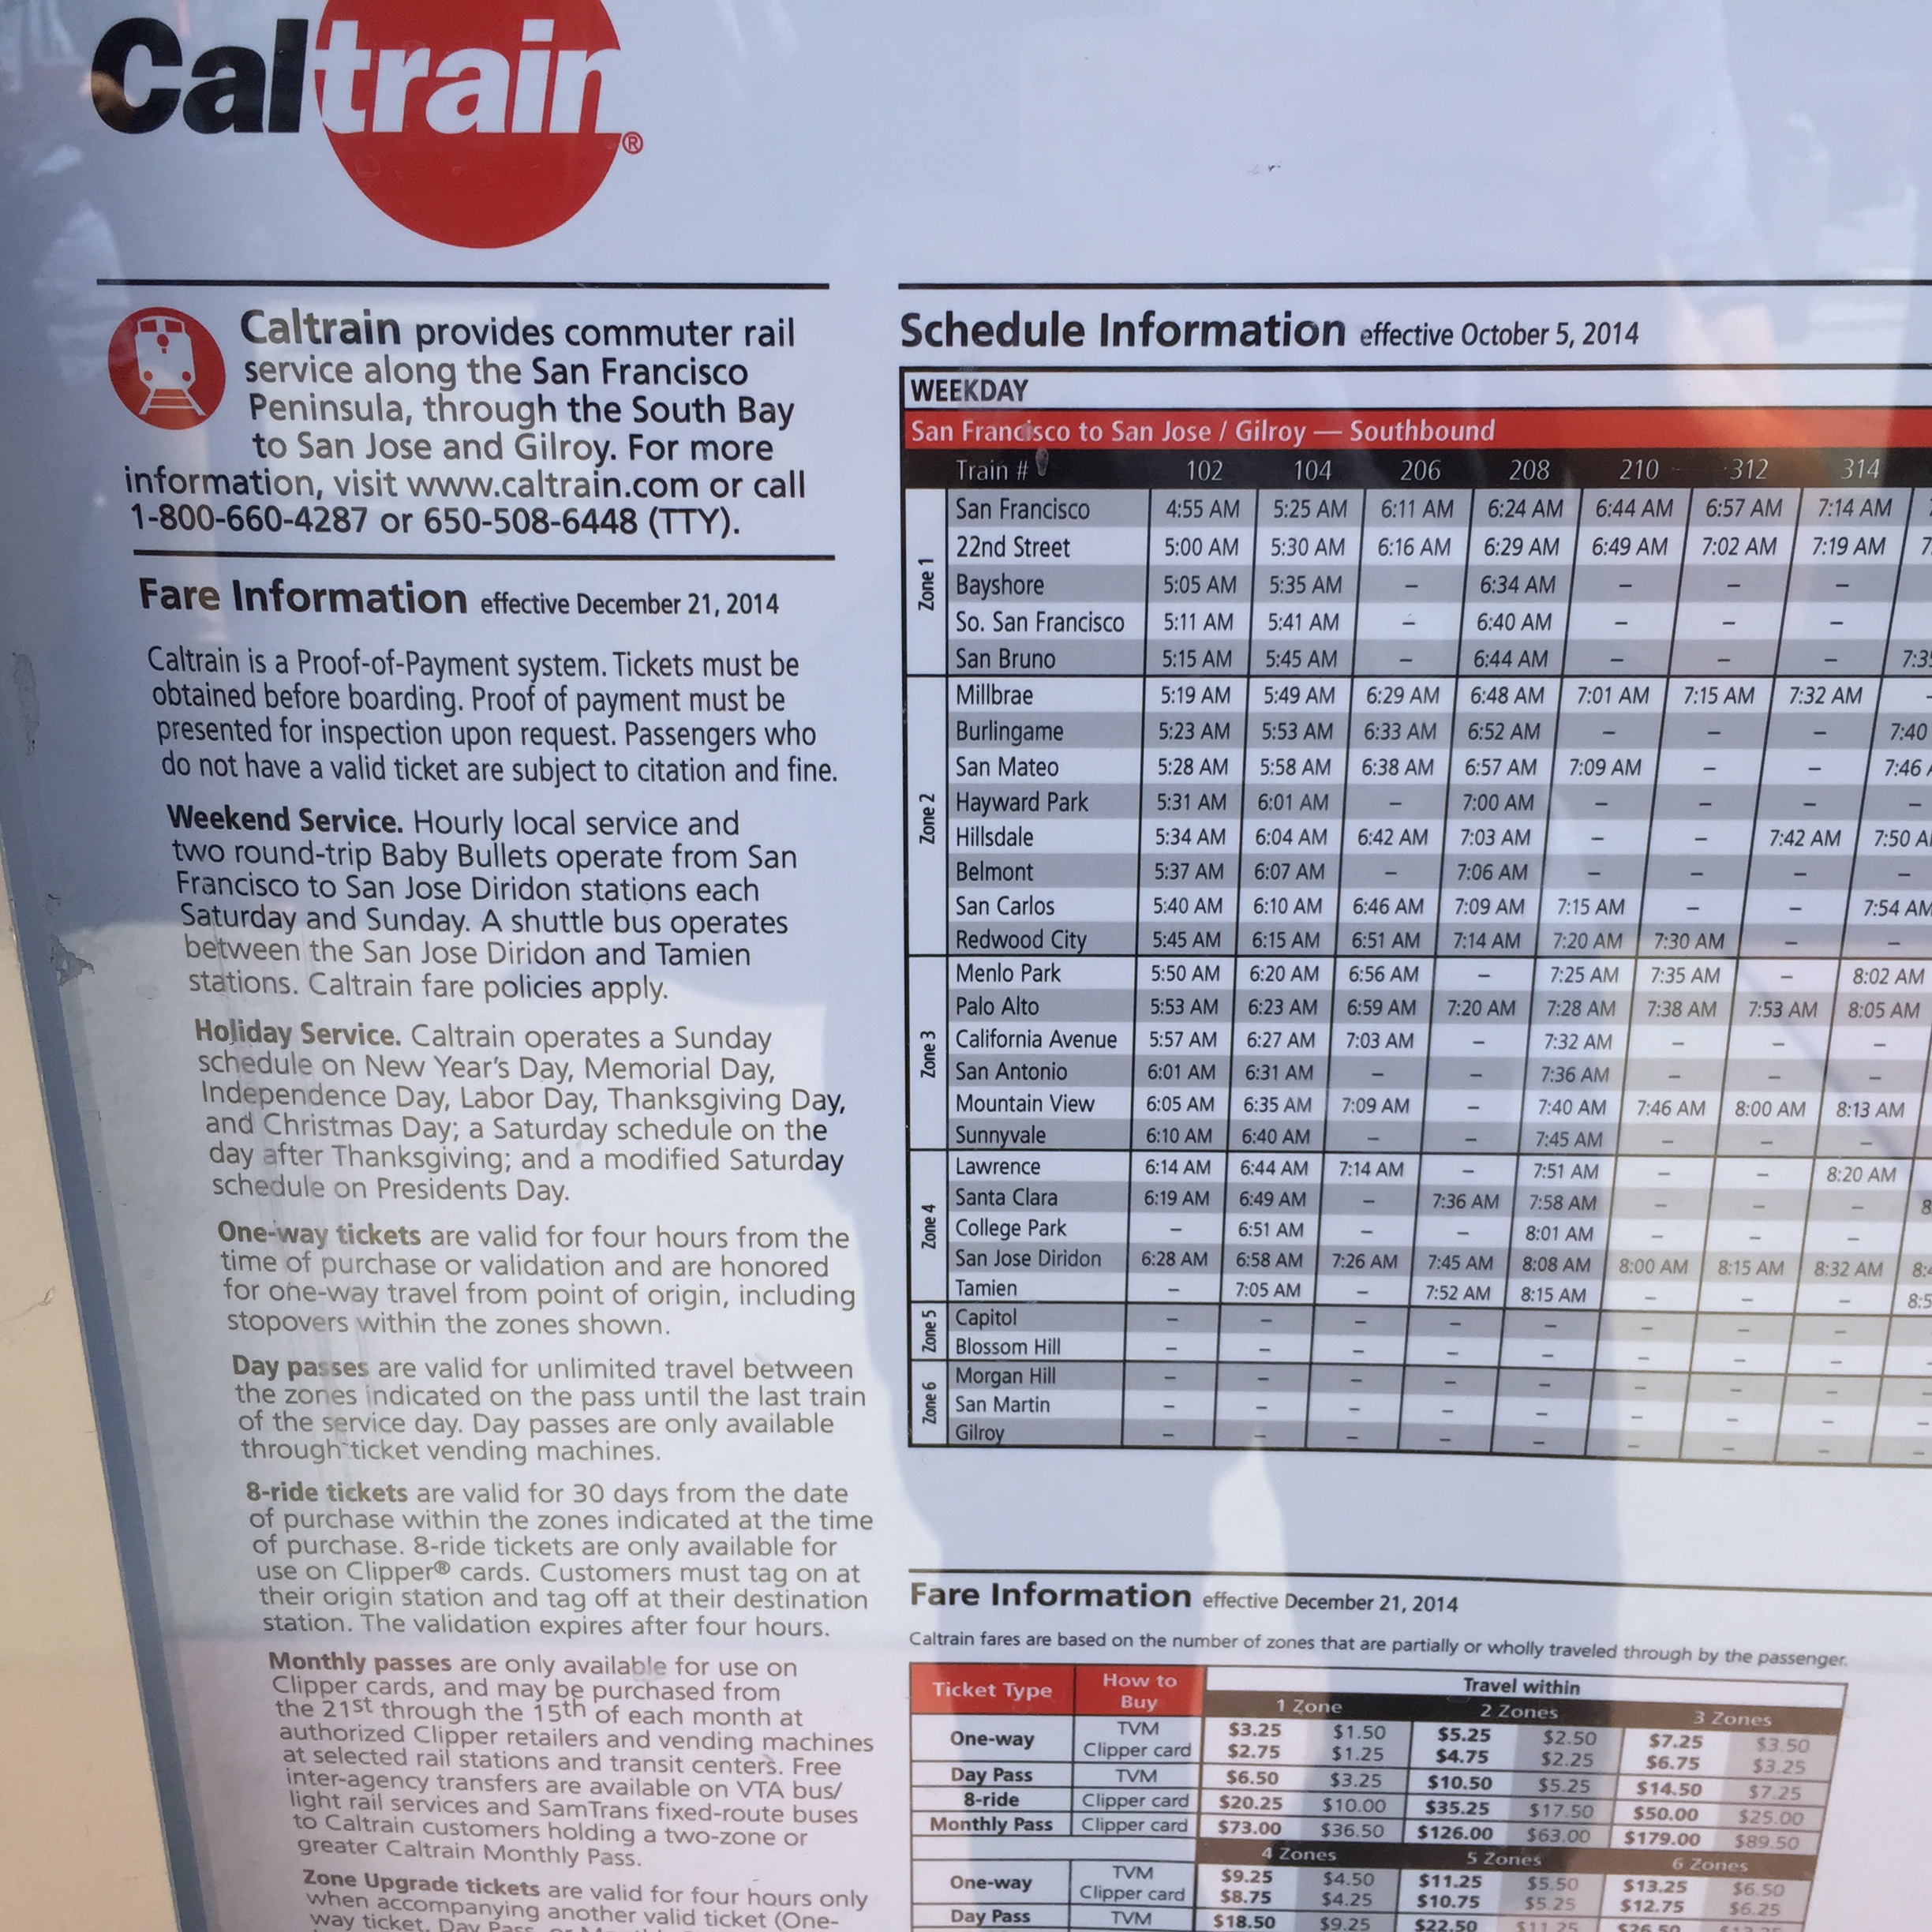 Caltrain®
Caltrain provides commuter rail
service along the San Francisco
Peninsula, through the South Bay
to San Jose and Gilroy. For more
information, visit www.caltrain.com or call
1-800-660-4287 or 650-508-6448 (TTY).
Fare Information effective December 21, 2014
Caltrain is a Proof-of-Payment system. Tickets must be
obtained before boarding. Proof of payment must be
presented for inspection upon request. Passengers who
do not have a valid ticket are subject to citation and fine.
Weekend Service. Hourly local service and
two round-trip Baby Bullets operate from San
Francisco to San Jose Diridon stations each
Saturday and Sunday. A shuttle bus operates
between the San Jose Diridon and Tamien
stations. Caltrain fare policies apply.
Holiday Service. Caltrain operates a Sunday
schedule on New Year's Day, Memorial Day,
Independence Day, Labor Day, Thanksgiving Day,
and Christmas Day; a Saturday schedule on the
day after Thanksgiving; and a modified Saturday
schedule on Presidents Day.
One-way tickets are valid for four hours from the
time of purchase or validation and are honored
for one-way travel from point of origin, including
stopovers within the zones shown.
Day passes are valid for unlimited travel between
the zones indicated on the pass until the last train
of the service day. Day passes are only available
through ticket vending machines.
8-ride tickets are valid for 30 days from the date
of purchase within the zones indicated at the time
of purchase. 8-ride tickets are only available for
use on Clipper® cards. Customers must tag on at
their origin station and tag off at their destination
station. The validation expires after four hours.
Monthly passes are only available for use on
Clipper cards, and may be purchased from
the 21st through the 15th of each month at
authorized Clipper retailers and vending machines
at selected rail stations and transit centers. Free
inter-agency transfers are available on VTA bus/
light rail services and SamTrans fixed-route buses
to Caltrain customers holding a two-zone or
greater Caltrain Monthly Pass.
Zone Upgrade tickets are valid for four hours only
when accompanying another valid ticket (One-
way ticket, Day Pass,
Schedule Information effective October 5, 2014
WEEKDAY
San Francisco to San Jose / Gilroy — Southbound
Train # 102 104 206 208 210 312 314
Zone 1
San Francisco 4:55 AM 5:25 AM 6:11 AM 6:24 AM 6:44 AM 6:57 AM 7:14 AM
22nd Street 5:00 AM 5:30 AM 6:16 AM 6:29 AM 6:49 AM 7:02 AM 7:19 AM 7
Bayshore 5:05 AM 5:35 AM – 6:34 AM – – –
So. San Francisco 5:11 AM 5:41 AM – 6:40 AM – – –
San Bruno 5:15 AM 5:45 AM – 6:44 AM – – – 7:3
Zone 2
Millbrae 5:19 AM 5:49 AM 6:29 AM 6:48 AM 7:01 AM 7:15 AM 7:32 AM –
Burlingame 5:23 AM 5:53 AM 6:33 AM 6:52 AM – – – 7:40
San Mateo 5:28 AM 5:58 AM 6:38 AM 6:57 AM 7:09 AM – – 7:46
Hayward Park 5:31 AM 6:01 AM – 7:00 AM – – – –
Hillsdale 5:34 AM 6:04 AM 6:42 AM 7:03 AM – – 7:42 AM 7:50 A
Belmont 5:37 AM 6:07 AM – 7:06 AM – – – –
San Carlos 5:40 AM 6:10 AM 6:46 AM 7:09 AM 7:15 AM – – 7:54 AM
Redwood City 5:45 AM 6:15 AM 6:51 AM 7:14 AM 7:20 AM 7:30 AM – –
Zone 3
Menlo Park 5:50 AM 6:20 AM 6:56 AM – 7:25 AM 7:35 AM – 8:02 AM
Palo Alto 5:53 AM 6:23 AM 6:59 AM 7:20 AM 7:28 AM 7:38 AM 7:53 AM 8:05 AM
California Avenue 5:57 AM 6:27 AM 7:03 AM – 7:32 AM – – –
San Antonio 6:01 AM 6:31 AM – – 7:36 AM – – –
Mountain View 6:05 AM 6:35 AM 7:09 AM – 7:40 AM 7:46 AM 8:00 AM 8:13 AM
Sunnyvale 6:10 AM 6:40 AM – – 7:45 AM – – –
Zone 4
Lawrence 6:14 AM 6:44 AM 7:14 AM – 7:51 AM – – 8:20 AM
Santa Clara 6:19 AM 6:49 AM – 7:36 AM 7:58 AM – – – 8
College Park – 6:51 AM – – 8:01 AM – – –
San Jose Diridon 6:28 AM 6:58 AM 7:26 AM 7:45 AM 8:08 AM 8:00 AM 8:15 AM 8:32 AM 8:4
Tamien – 7:05 AM – 7:52 AM 8:15 AM – – – 8:5
Zone 5
Capitol – – – – – – – –
Blossom Hill – – – – – – – –
Zone 6
Morgan Hill – – – – – – – – –
San Martin – – – – – – – – –
Gilroy – – – – – – – – –
Fare Information effective December 21, 2014
Caltrain fares are based on the number of zones that are partially or wholly traveled through by the passenger.
Ticket Type How to Buy Travel within
1 Zone 2 Zones 3 Zones
One-way TVM $3.25 $1.50 $5.25 $2.50 $7.25 $3.50
Clipper card $2.75 $1.25 $4.75 $2.25 $6.75 $3.25
Day Pass TVM $6.50 $3.25 $10.50 $5.25 $14.50 $7.25
8-ride Clipper card $20.25 $10.00 $35.25 $17.50 $50.00 $25.00
Monthly Pass Clipper card $73.00 $36.50 $126.00 $63.00 $179.00 $89.50
4 Zones 5 Zones 6 Zones
One-way TVM $9.25 $4.50 $11.25 $5.50 $13.25 $6.50
Clipper card $8.75 $4.25 $10.75 $5.25 $12.75 $6.25
Day Pass TVM $18.50 $9.25 $22.50 $11.25 $26.50